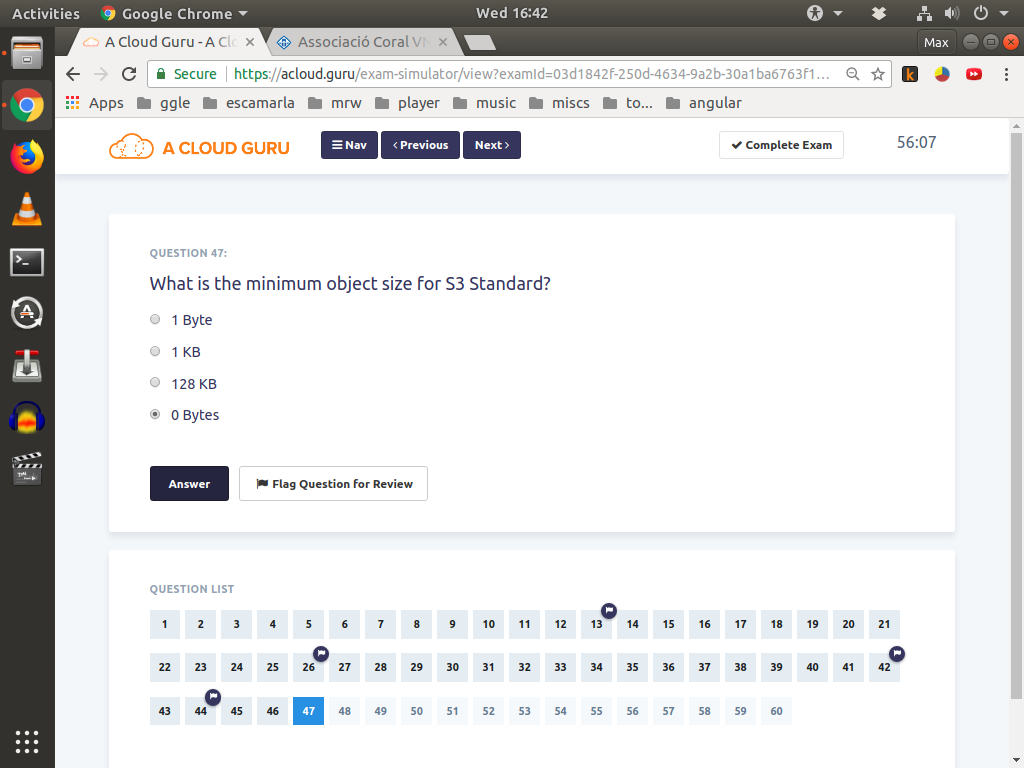 Activities Google Chrome Wed 16:42
A Cloud Guru - A Clo Associació Coral VN Max
Secure https://acloud.guru/exam-simulator/view?examId=03d1842f-250d-4634-9a2b-30a1ba6763f1...
Apps ggle escamarla mrw player music miscs to... angular
A CLOUD GURU Nav Previous Next Complete Exam 56:07
QUESTION 47:
What is the minimum object size for S3 Standard?
1 Byte
1 KB
128 KB
0 Bytes
Answer Flag Question for Review
QUESTION LIST
1 2 3 4 5 6 7 8 9 10 11 12 13 14 15 16 17 18 19 20 21
22 23 24 25 26 27 28 29 30 31 32 33 34 35 36 37 38 39 40 41 42
43 44 45 46 47 48 49 50 51 52 53 54 55 56 57 58 59 60